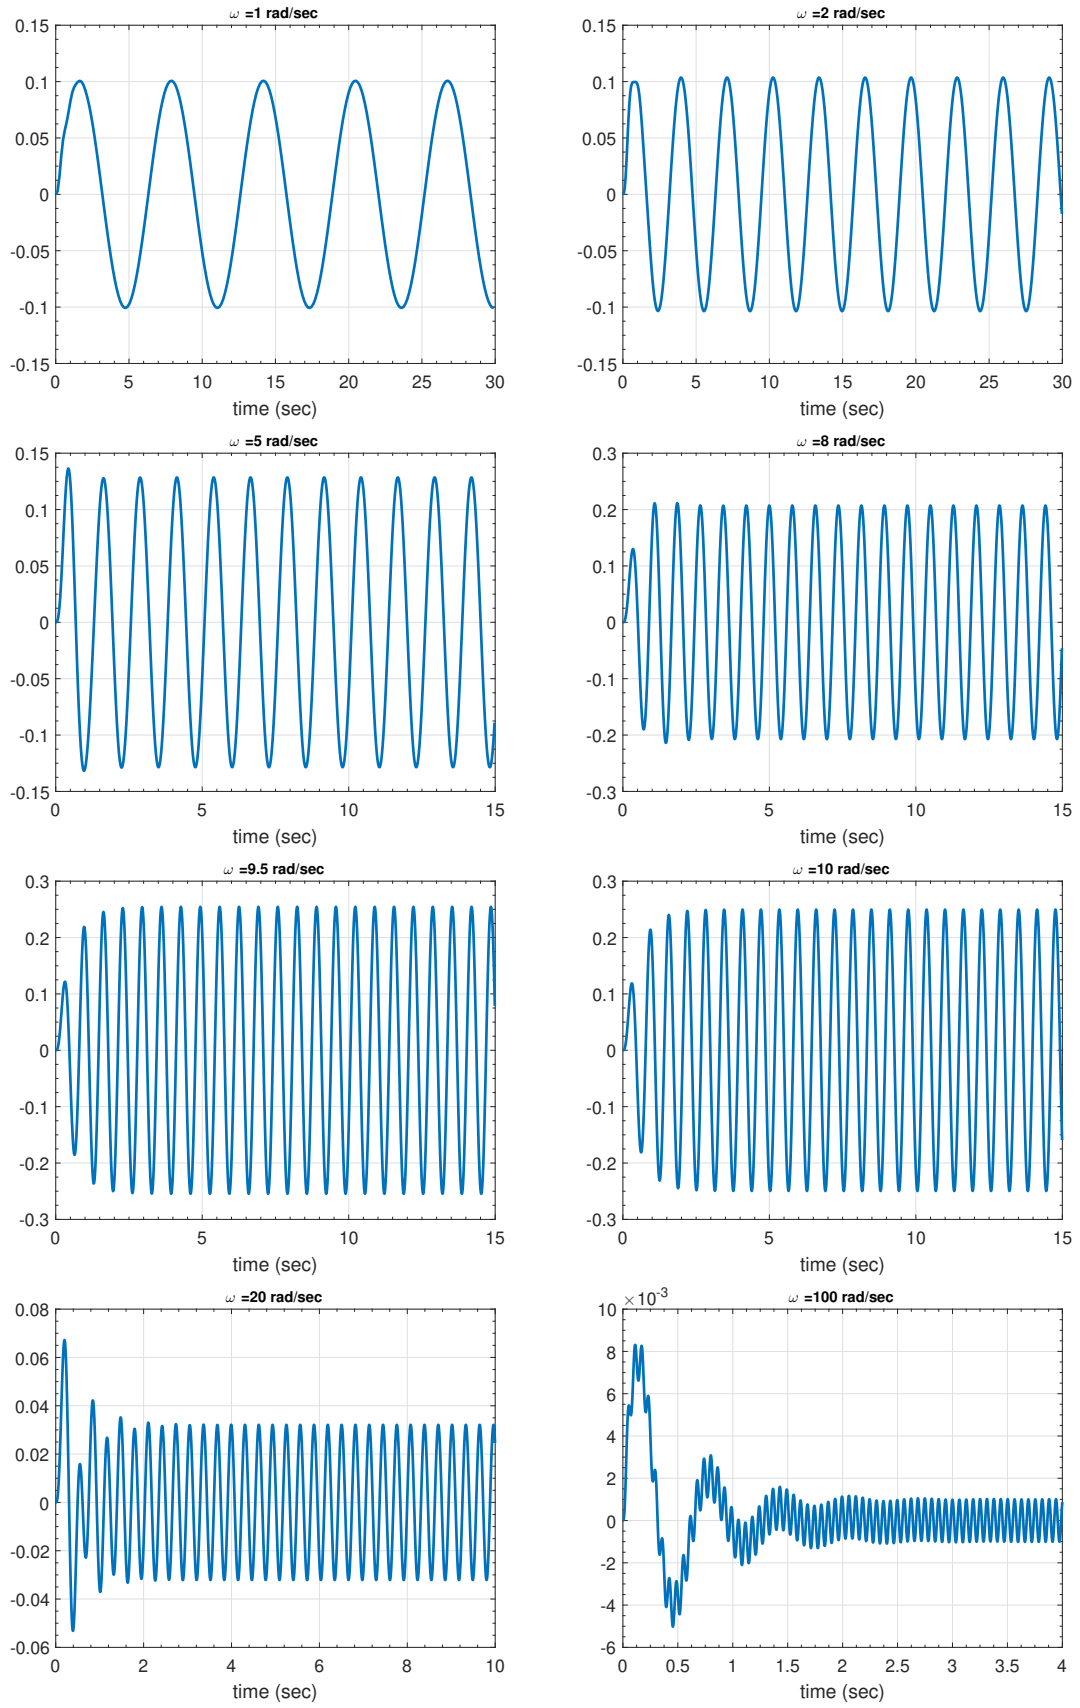 ω =1 rad/sec
0.15
0.1
0.05
0
-0.05
-0.1
-0.15
0 5 10 15 20 25 30
time (sec)
ω =2 rad/sec
0.15
0.1
0.05
0
-0.05
-0.1
-0.15
0 5 10 15 20 25 30
time (sec)
ω =5 rad/sec
0.15
0.1
0.05
0
-0.05
-0.1
-0.15
0 5 10 15
time (sec)
ω =8 rad/sec
0.3
0.2
0.1
0
-0.1
-0.2
-0.3
0 5 10 15
time (sec)
ω =9.5 rad/sec
0.3
0.2
0.1
0
-0.1
-0.2
-0.3
0 5 10 15
time (sec)
ω =10 rad/sec
0.3
0.2
0.1
0
-0.1
-0.2
-0.3
0 5 10 15
time (sec)
ω =20 rad/sec
0.08
0.06
0.04
0.02
0
-0.02
-0.04
-0.06
0 2 4 6 8 10
time (sec)
ω =100 rad/sec
×10⁻³
10
8
6
4
2
0
-2
-4
-6
0 0.5 1 1.5 2 2.5 3 3.5 4
time (sec)